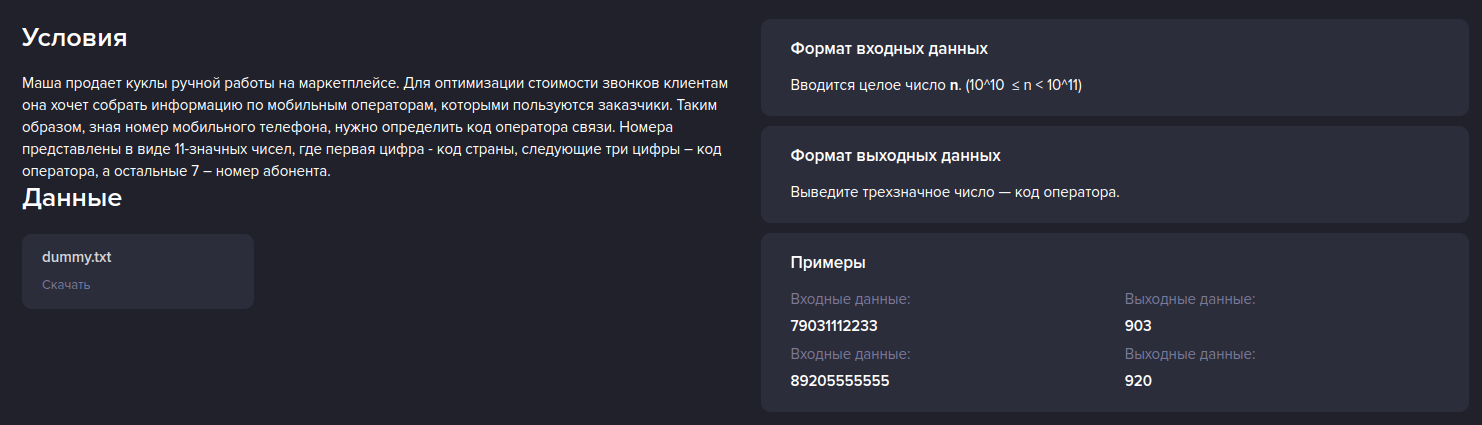 Условия
Маша продает куклы ручной работы на маркетплейсе. Для оптимизации стоимости звонков клиентам
она хочет собрать информацию по мобильным операторам, которыми пользуются заказчики. Таким
образом, зная номер мобильного телефона, нужно определить код оператора связи. Номера
представлены в виде 11-значных чисел, где первая цифра - код страны, следующие три цифры – код
оператора, а остальные 7 – номер абонента.
Данные
dummy.txt
Скачать
Формат входных данных
Вводится целое число n. (10^10 ≤ n < 10^11)
Формат выходных данных
Выведите трехзначное число — код оператора.
Примеры
Входные данные: Выходные данные:
79031112233 903
Входные данные: Выходные данные:
89205555555 920